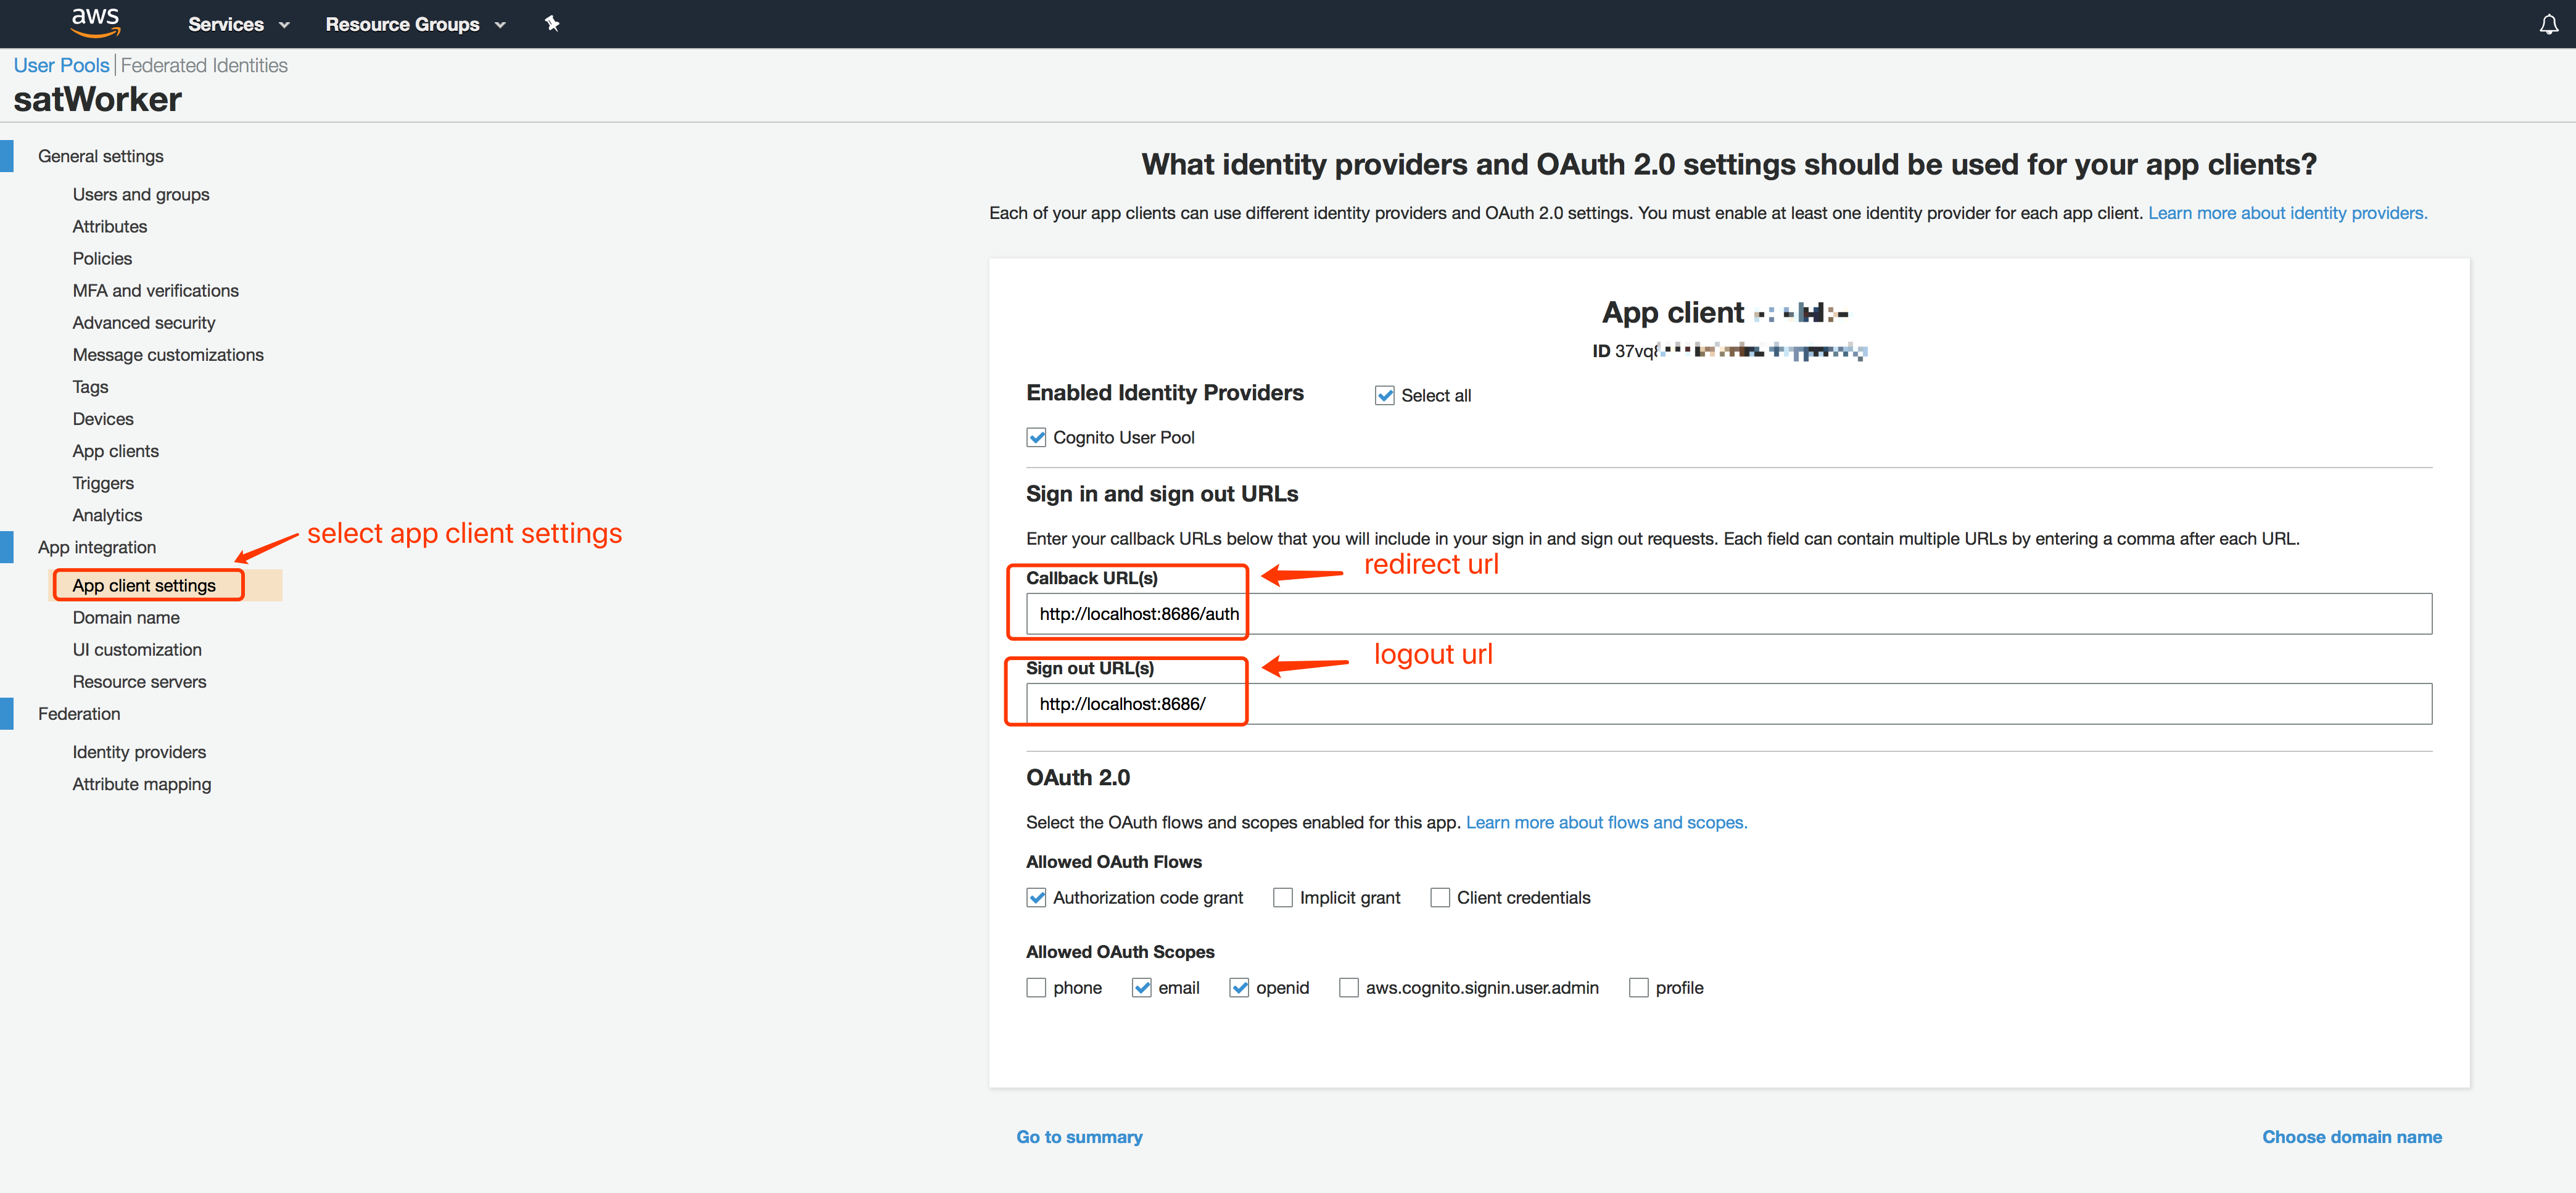 aws
Services
Resource Groups
User Pools | Federated Identities
satWorker
General settings
Users and groups
Attributes
Policies
MFA and verifications
Advanced security
Message customizations
Tags
Devices
App clients
Triggers
Analytics
App integration
select app client settings
App client settings
Domain name
UI customization
Resource servers
Federation
Identity providers
Attribute mapping
What identity providers and OAuth 2.0 settings should be used for your app clients?
Each of your app clients can use different identity providers and OAuth 2.0 settings. You must enable at least one identity provider for each app client. Learn more about identity providers.
App client
ID 37vq
Enabled Identity Providers
Select all
Cognito User Pool
Sign in and sign out URLs
Enter your callback URLs below that you will include in your sign in and sign out requests. Each field can contain multiple URLs by entering a comma after each URL.
redirect url
Callback URL(s)
http://localhost:8686/auth
logout url
Sign out URL(s)
http://localhost:8686/
OAuth 2.0
Select the OAuth flows and scopes enabled for this app. Learn more about flows and scopes.
Allowed OAuth Flows
Authorization code grant
Implicit grant
Client credentials
Allowed OAuth Scopes
phone
email
openid
aws.cognito.signin.user.admin
profile
Go to summary
Choose domain name